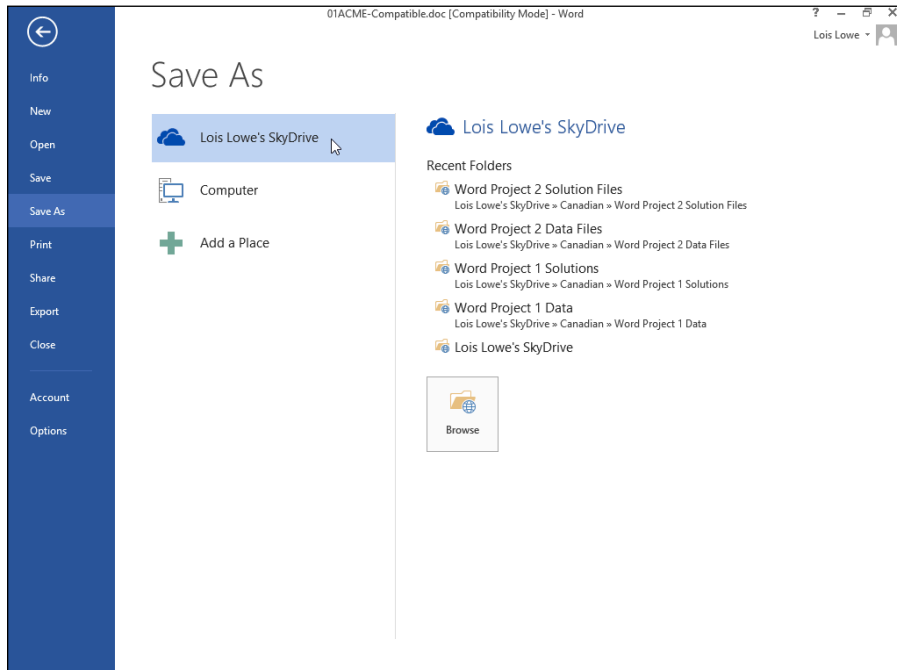 01ACME-Compatible.doc [Compatibility Mode] - Word
?
Lois Lowe
Info
New
Open
Save
Save As
Print
Share
Export
Close
Account
Options
Save As
Lois Lowe's SkyDrive
Computer
Add a Place
Lois Lowe's SkyDrive
Recent Folders
Word Project 2 Solution Files
Lois Lowe's SkyDrive » Canadian » Word Project 2 Solution Files
Word Project 2 Data Files
Lois Lowe's SkyDrive » Canadian » Word Project 2 Data Files
Word Project 1 Solutions
Lois Lowe's SkyDrive » Canadian » Word Project 1 Solutions
Word Project 1 Data
Lois Lowe's SkyDrive » Canadian » Word Project 1 Data
Lois Lowe's SkyDrive
Browse